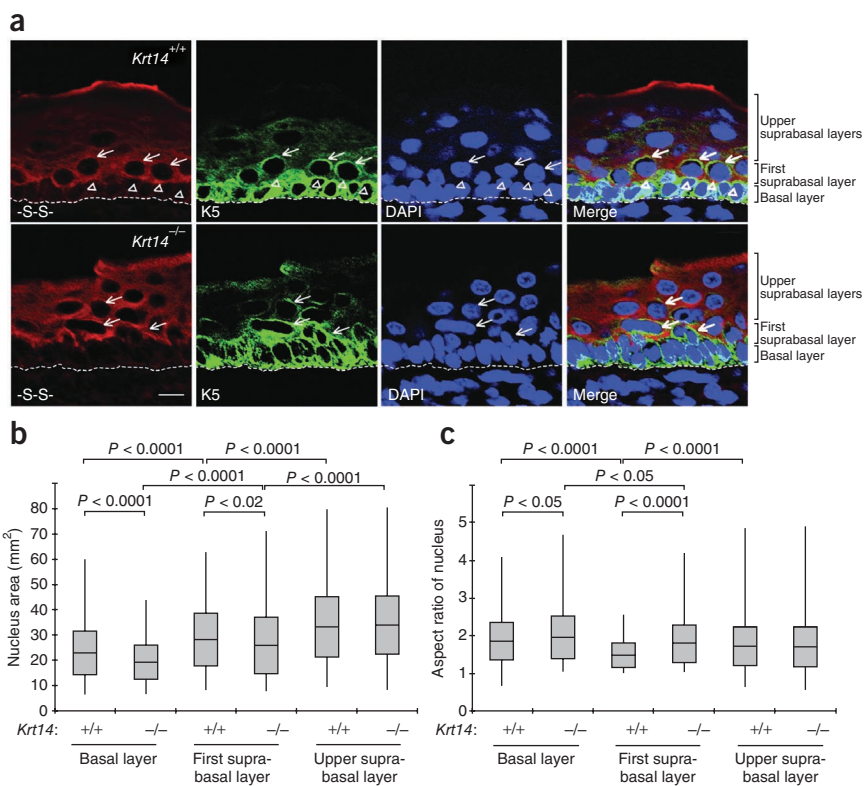 a
Krt14+/+
-S-S-
K5
DAPI
Merge
Upper
suprabasal layers
First
suprabasal layer
Basal layer
Krt14−/−
-S-S-
K5
DAPI
Merge
Upper
suprabasal layers
First
suprabasal layer
Basal layer
b
P < 0.0001
P < 0.0001
P < 0.0001
P < 0.0001
P < 0.0001
P < 0.02
Nucleus area (mm2)
80
70
60
50
40
30
20
10
0
Krt14:
+/+
−/−
+/+
−/−
+/+
−/−
Basal layer
First supra-
basal layer
Upper supra-
basal layer
c
P < 0.0001
P < 0.0001
P < 0.05
P < 0.05
P < 0.0001
Aspect ratio of nucleus
5
4
3
2
1
0
Krt14:
+/+
−/−
+/+
−/−
+/+
−/−
Basal layer
First supra-
basal layer
Upper supra-
basal layer